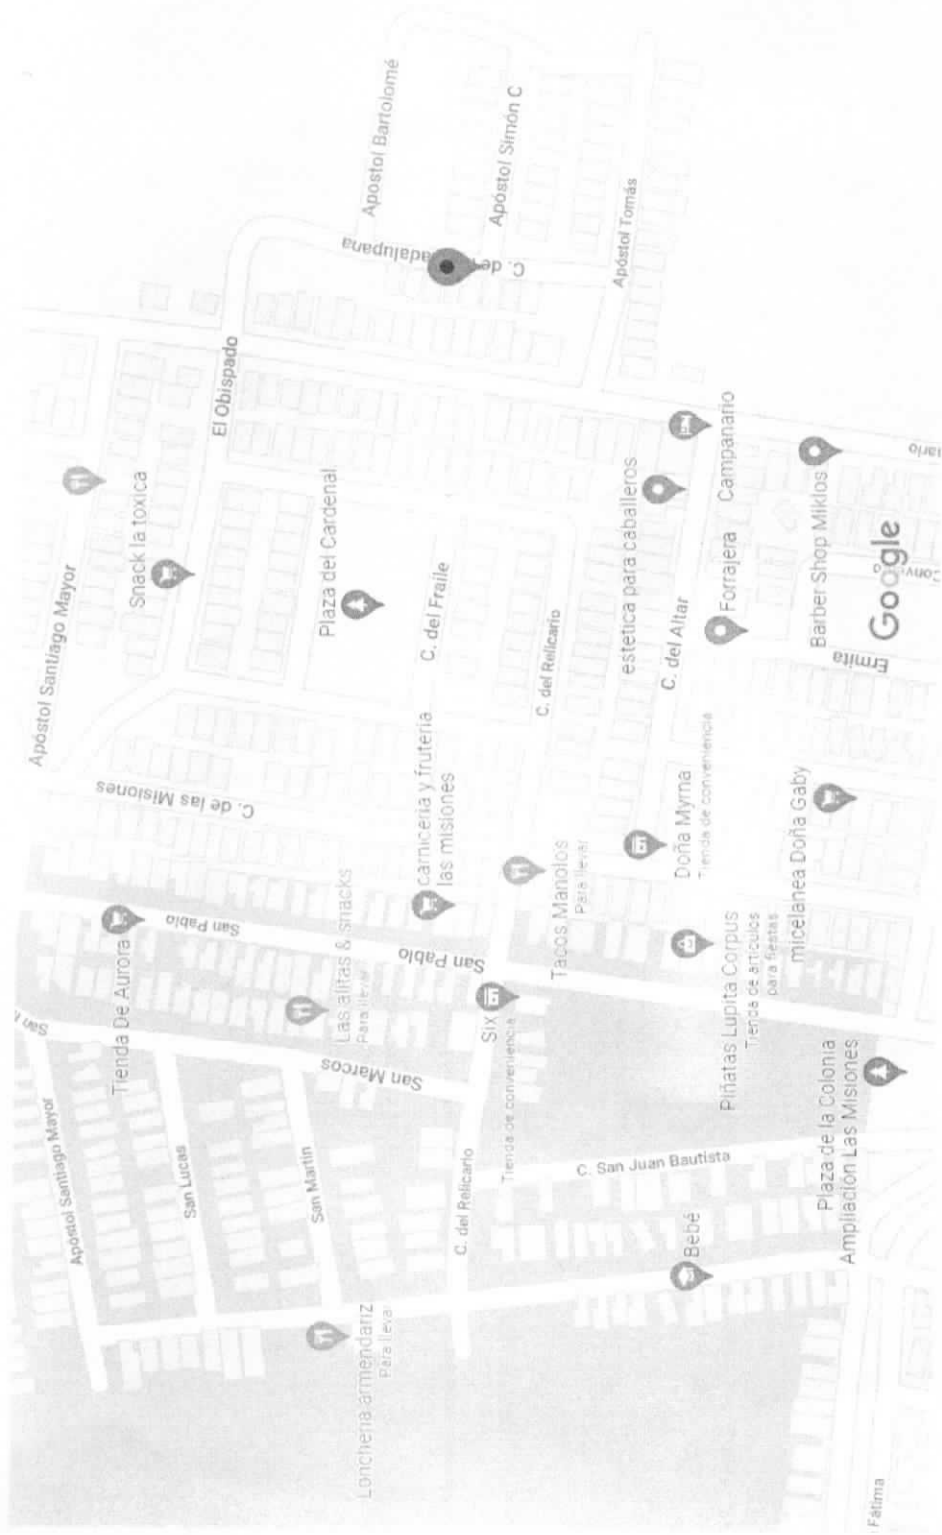 Apóstol Santiago Mayor
Snack la toxica
El Obispado
Apóstol Bartolomé
Apóstol Simón C
C. de
adalupana
Apóstol Tomás
Plaza del Cardenal
C. del Fraile
C. de las Misiones
San Pablo
Tienda De Aurora
Las alitas & snacks
Para llevar
carniceria y fruteria
las misiones
San Pablo
C. del Relicario
estetica para caballeros
C. del Altar
Campanario
Forrajera
Barber Shop Miklos
Ermita
Google
Tacos Manolos
Para llevar
Six
Tienda de conveniencia
Doña Myrna
Tienda de conveniencia
Piñatas Lupita Corpus
Tienda de artículos
para fiestas
micelanea Doña Gaby
San Marcos
Apóstol Santiago Mayor
San Lucas
San Martín
C. del Relicario
C. San Juan Bautista
Plaza de la Colonia
Ampliación Las Misiones
Bebé
Lonchería armendariz
Para llevar
Fátima